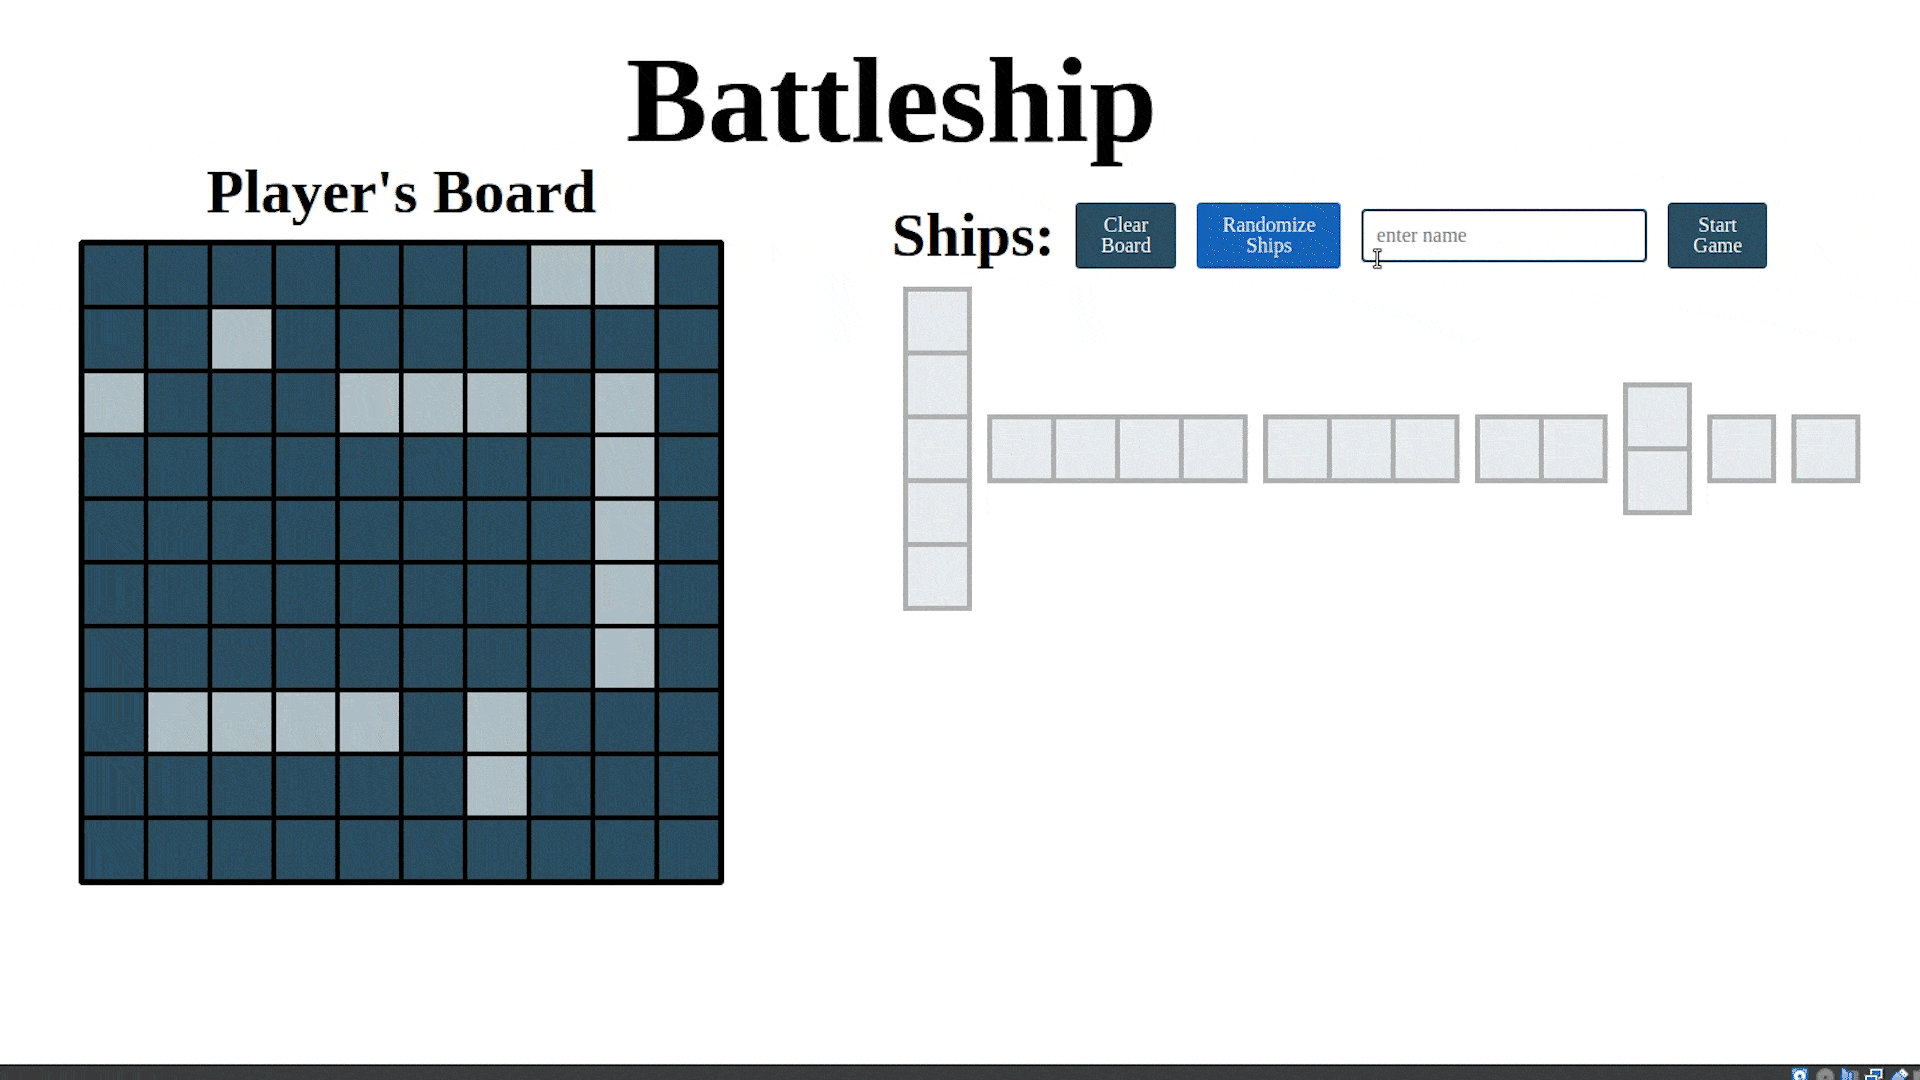 Battleship
Player's Board
Ships:
Clear
Board
Randomize
Ships
enter name
Start
Game